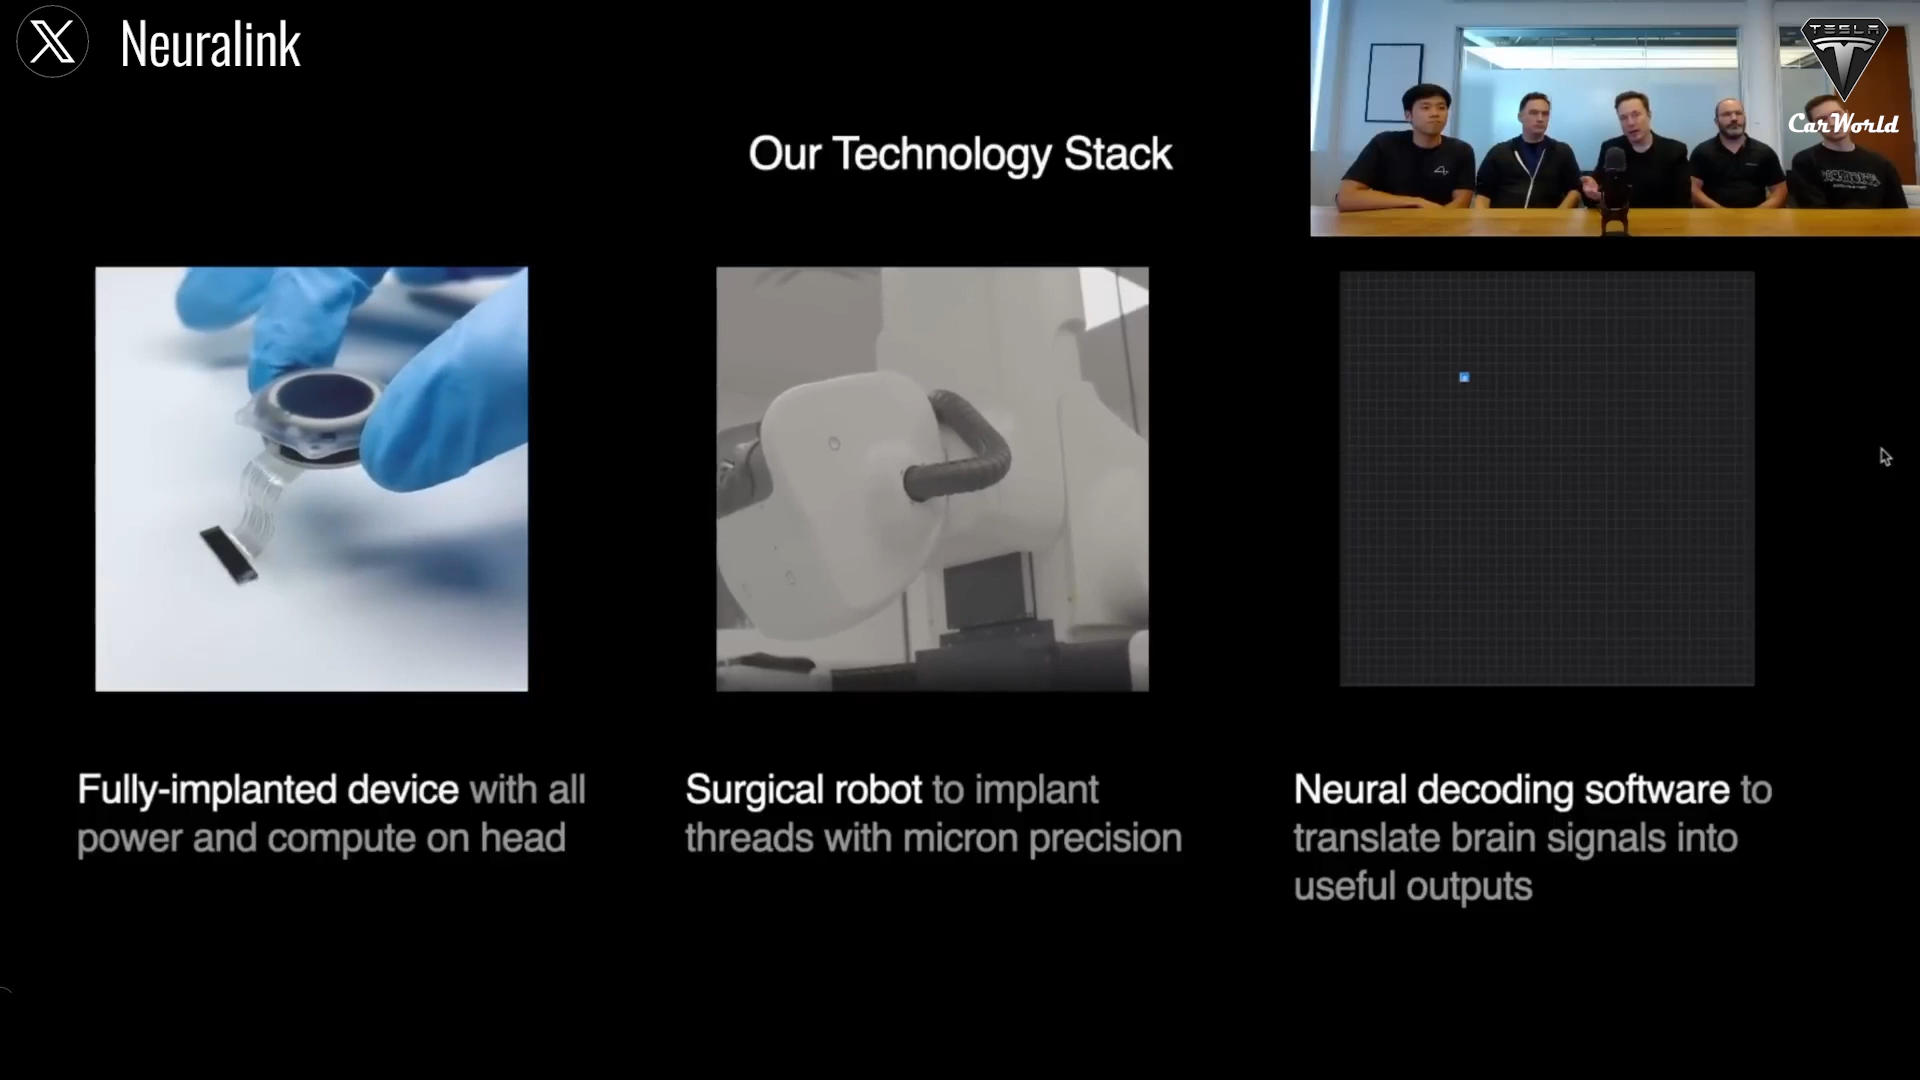 Neuralink
TESLA
CarWorld
Our Technology Stack
Fully-implanted device with all
power and compute on head
Surgical robot to implant
threads with micron precision
Neural decoding software to
translate brain signals into
useful outputs